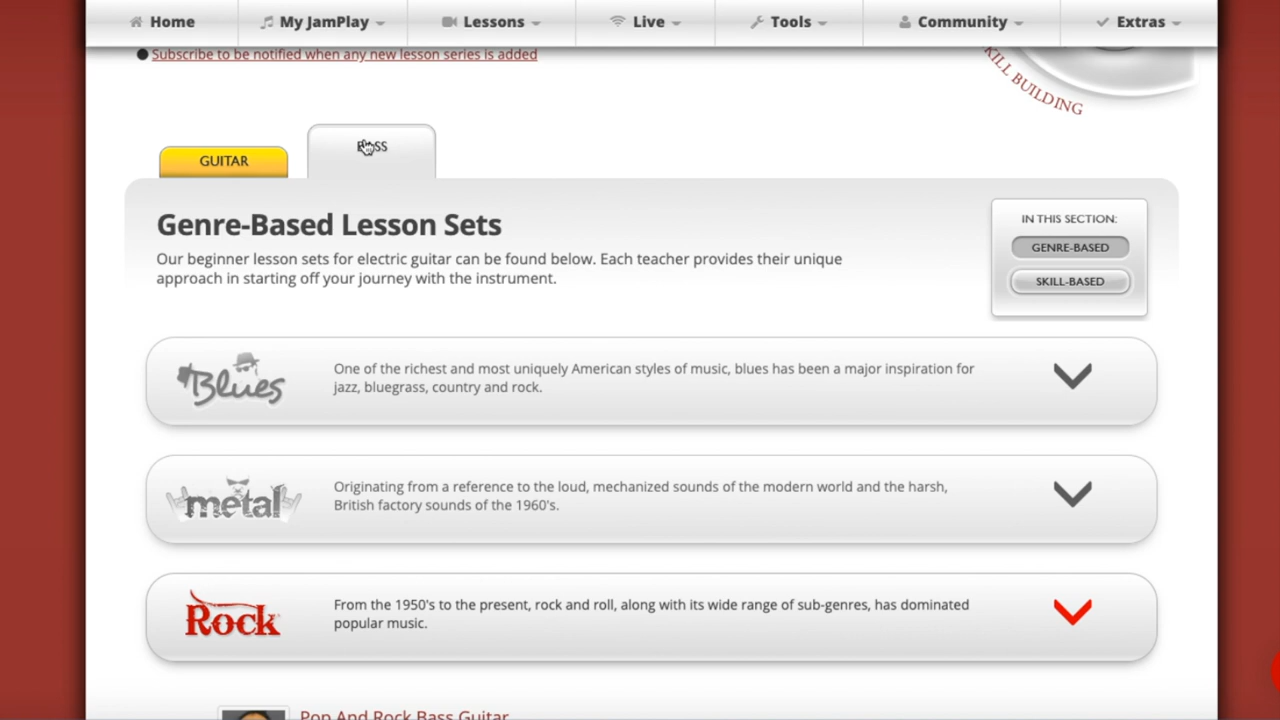 Home My JamPlay Lessons Live Tools Community Extras
Subscribe to be notified when any new lesson series is added
KILL BUILDING
GUITAR
Genre-Based Lesson Sets
Our beginner lesson sets for electric guitar can be found below. Each teacher provides their unique
approach in starting off your journey with the instrument.
IN THIS SECTION:
GENRE-BASED
SKILL-BASED
Blues
One of the richest and most uniquely American styles of music, blues has been a major inspiration for
jazz, bluegrass, country and rock.
metal
Originating from a reference to the loud, mechanized sounds of the modern world and the harsh,
British factory sounds of the 1960's.
Rock
From the 1950's to the present, rock and roll, along with its wide range of sub-genres, has dominated
popular music.
Pop And Rock Bass Guitar